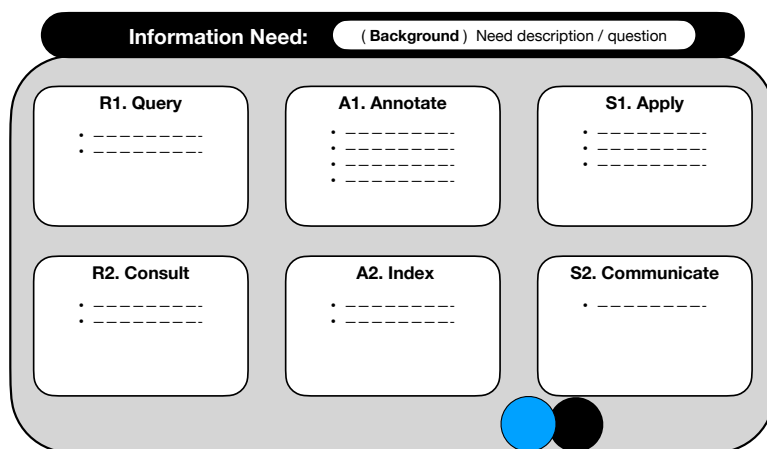 Information Need: ( Background ) Need description / question
R1. Query
• — — — — — — — — -
• — — — — — — — — -
A1. Annotate
• — — — — — — — — -
• — — — — — — — — -
• — — — — — — — — -
• — — — — — — — — -
S1. Apply
• — — — — — — — — -
• — — — — — — — — -
• — — — — — — — — -
R2. Consult
• — — — — — — — — -
• — — — — — — — — -
A2. Index
• — — — — — — — — -
• — — — — — — — — -
S2. Communicate
• — — — — — — — — -